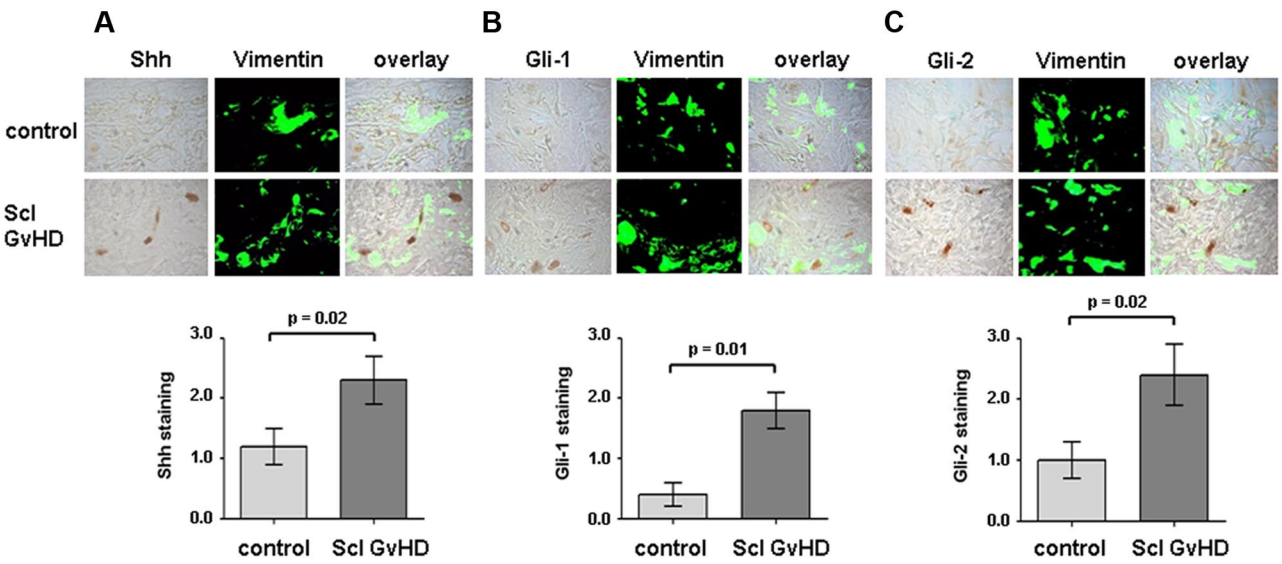 A B C
Shh Vimentin overlay Gli-1 Vimentin overlay Gli-2 Vimentin overlay
control
Scl
GvHD
p = 0.02
3.0
2.0
1.0
0.0
Shh staining
control Scl GvHD
p = 0.01
3.0
2.0
1.0
0.0
Gli-1 staining
control Scl GvHD
p = 0.02
3.0
2.0
1.0
0.0
Gli-2 staining
control Scl GvHD